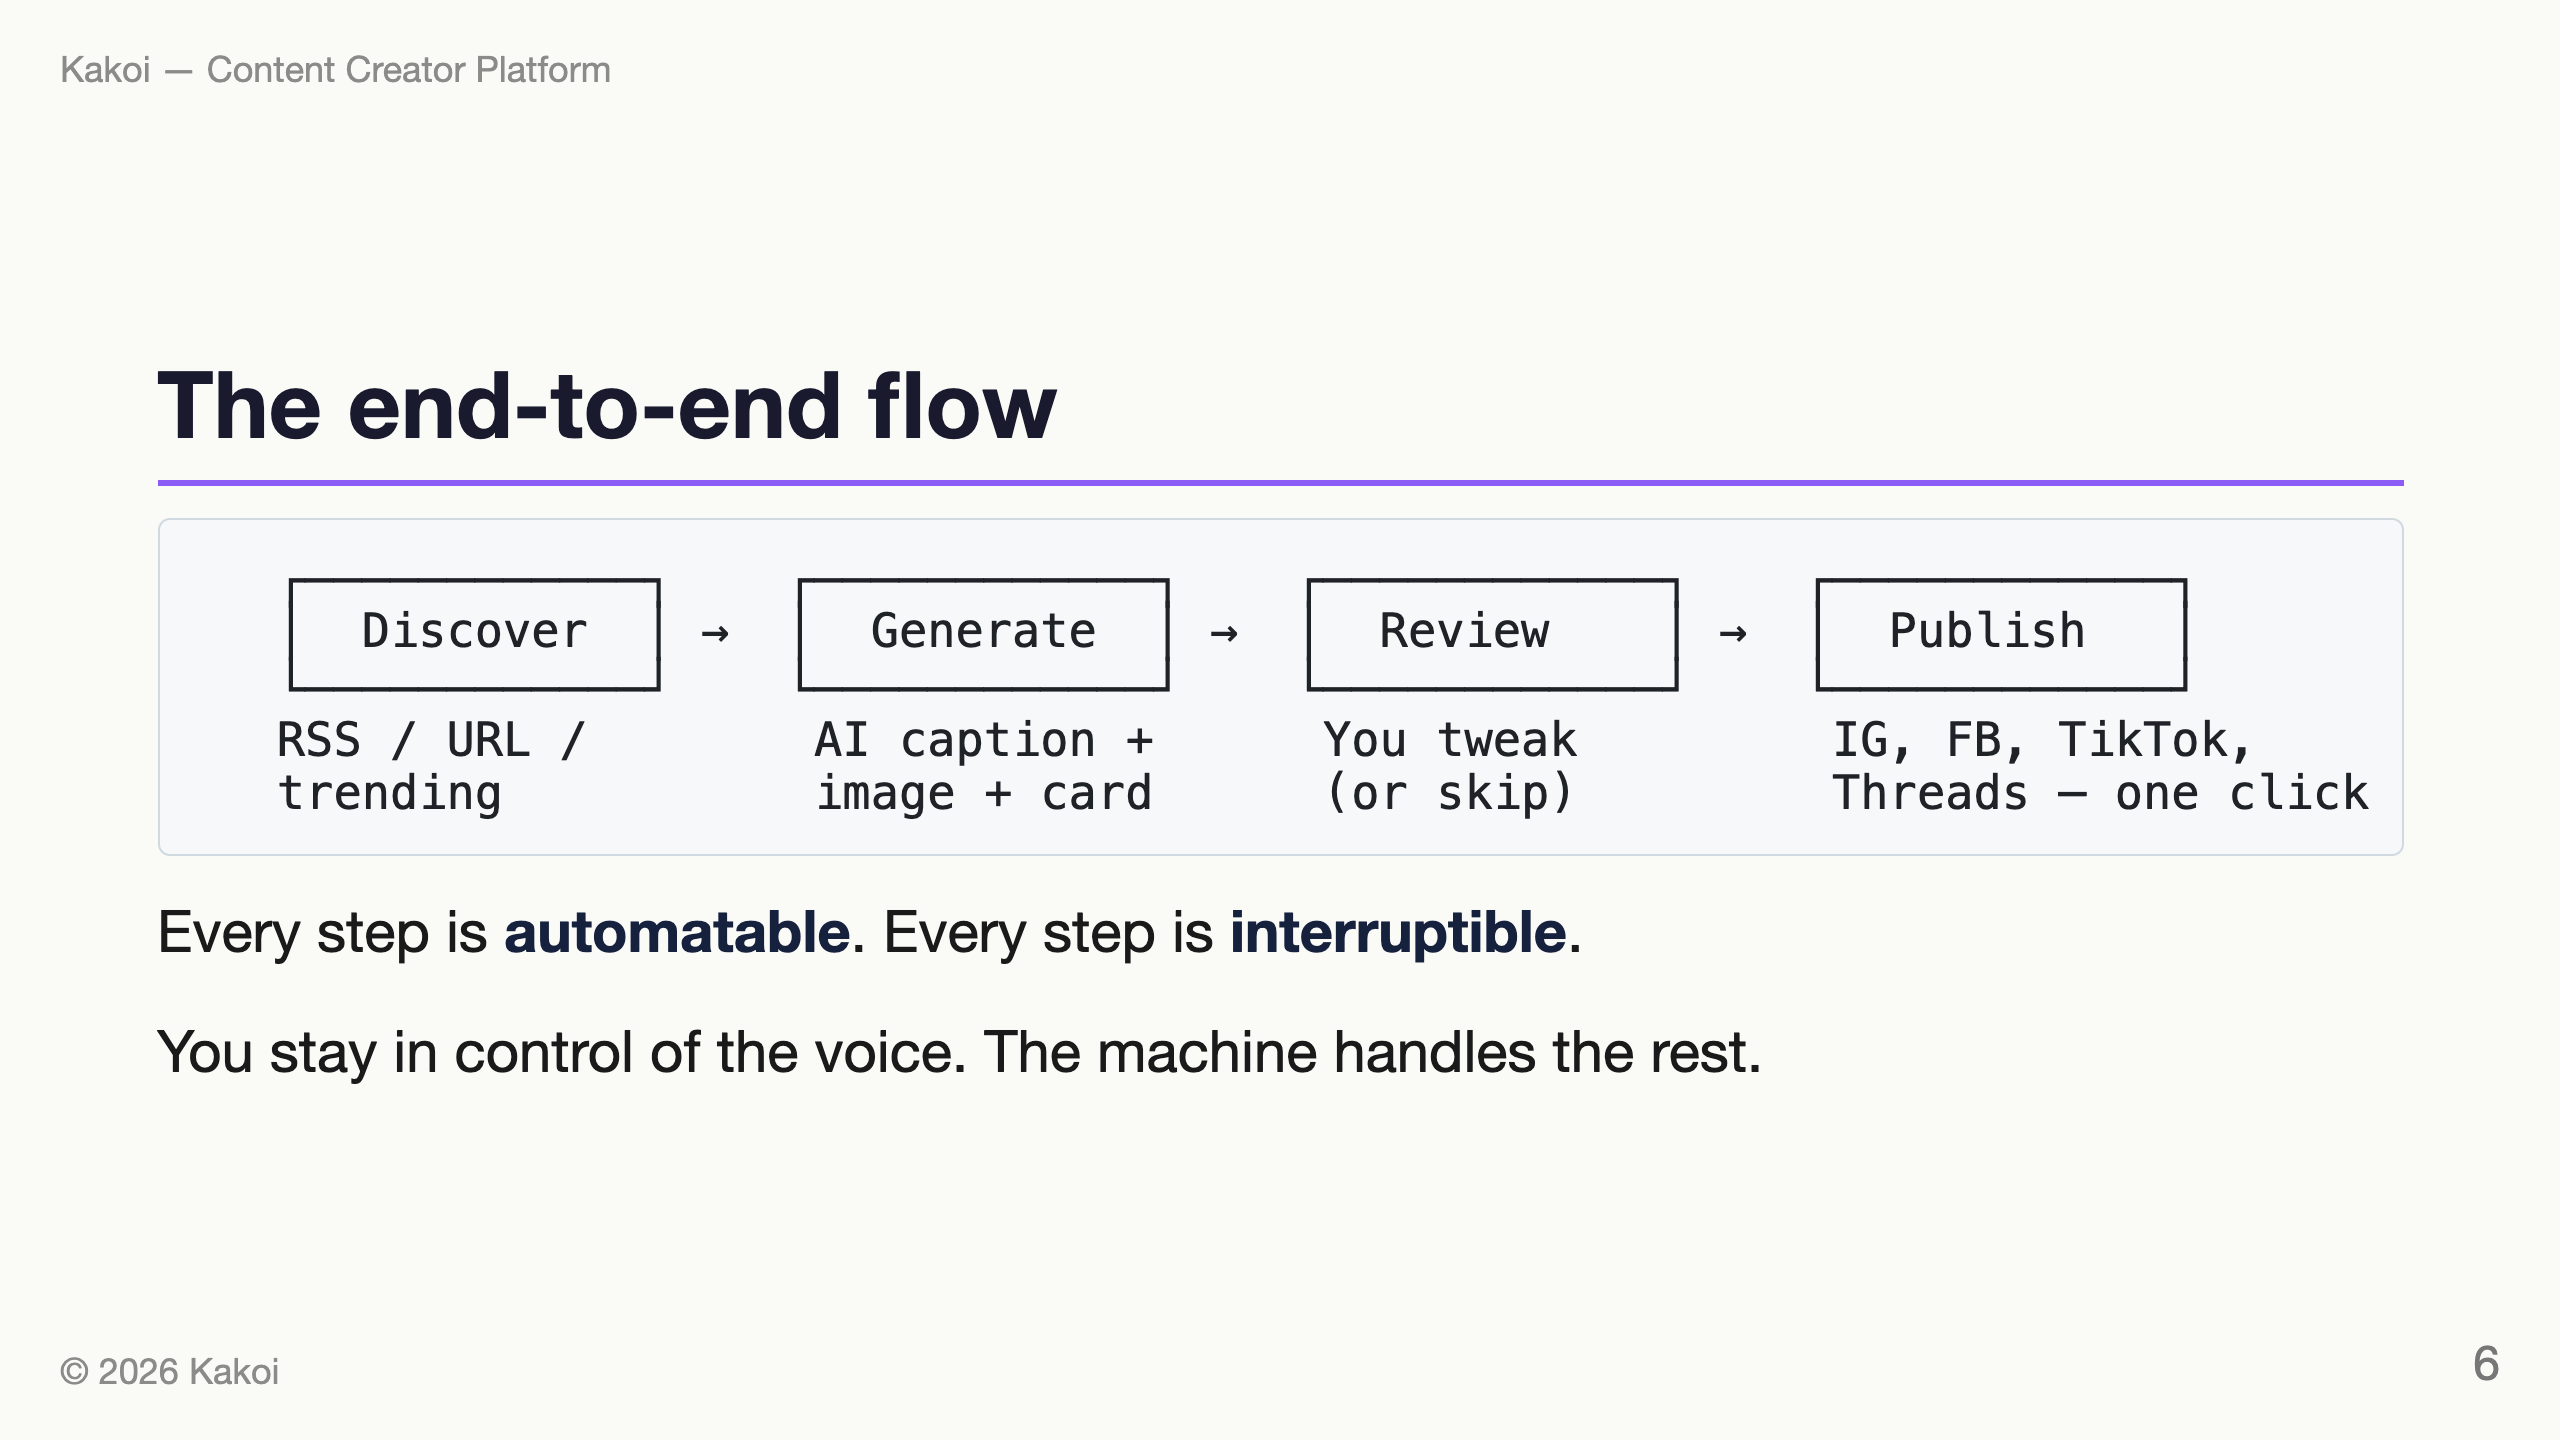 Kakoi — Content Creator Platform
The end-to-end flow
Discover → Generate → Review → Publish
RSS / URL / AI caption + You tweak IG, FB, TikTok,
trending image + card (or skip) Threads — one click
Every step is automatable. Every step is interruptible.
You stay in control of the voice. The machine handles the rest.
© 2026 Kakoi
6